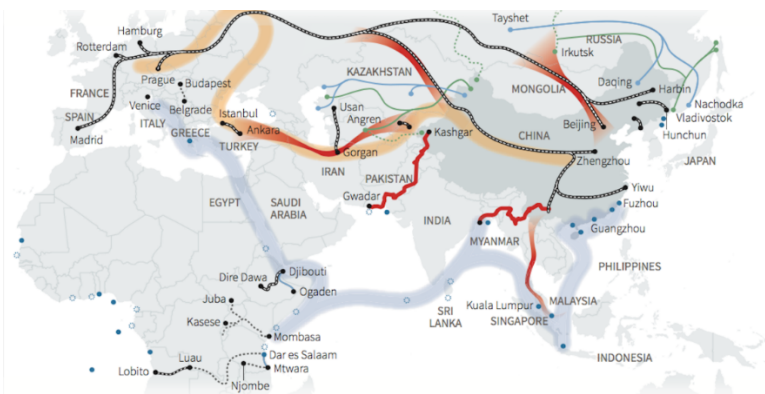 Hamburg
Rotterdam
Tayshet
RUSSIA
Irkutsk
Prague
Budapest
KAZAKHSTAN
Daqing
Harbin
FRANCE
Venice
Belgrade
MONGOLIA
Usan
Nachodka
SPAIN
ITALY
Istanbul
Angren
Vladivostok
Madrid
GREECE
Ankara
Beijing
Hunchun
TURKEY
Kashgar
CHINA
Gorgan
Zhengzhou
JAPAN
IRAN
PAKISTAN
EGYPT
SAUDI
ARABIA
Gwadar
Yiwu
Fuzhou
INDIA
Guangzhou
MYANMAR
PHILIPPINES
Dire Dawa
Djibouti
Ogaden
Juba
Kuala Lumpur
MALAYSIA
SRI
LANKA
SINGAPORE
Kasese
Mombasa
Luau
Dar es Salaam
INDONESIA
Lobito
Mtwara
Njombe